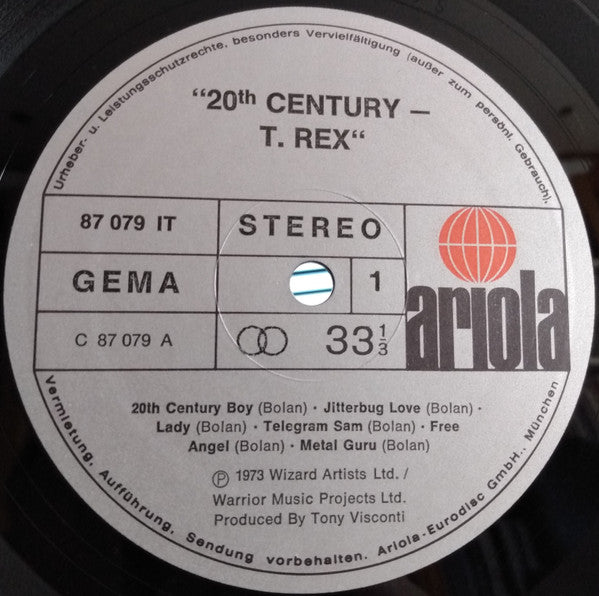 Urheber- u. Leistungsschutzrechte, besonders Vervielfältigung (außer zum persönl. Gebrauch),
“20th CENTURY –
T. REX“
87 079 IT
STEREO
GEMA
1
C 87 079 A
33 1/3
ariola
20th Century Boy (Bolan) · Jitterbug Love (Bolan) ·
Lady (Bolan) · Telegram Sam (Bolan) · Free
Angel (Bolan) · Metal Guru (Bolan)
Ⓟ 1973 Wizard Artists Ltd. /
Warrior Music Projects Ltd.
Produced By Tony Visconti
Vermietung, Aufführung, Sendung vorbehalten. Ariola-Eurodisc GmbH., München